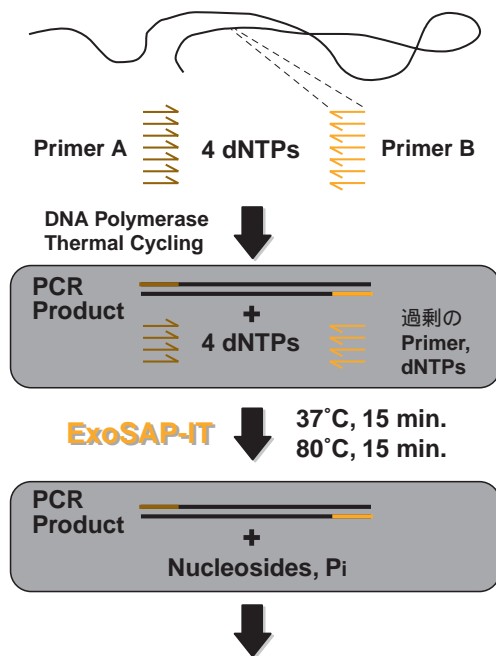 Primer A
4 dNTPs
Primer B
DNA Polymerase
Thermal Cycling
PCR
Product
+
4 dNTPs
過剰の
Primer,
dNTPs
ExoSAP-IT
37˚C, 15 min.
80˚C, 15 min.
PCR
Product
+
Nucleosides, Pi